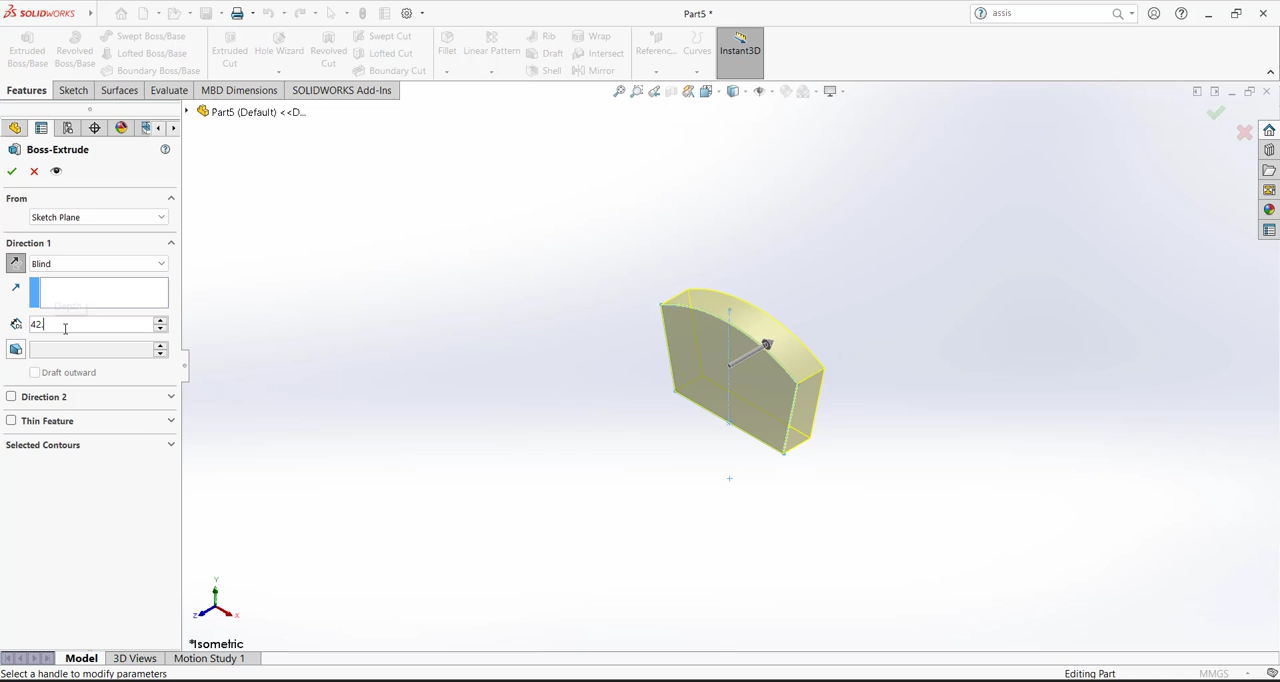 SOLIDWORKS
Part5 *
assis
Extruded Boss/Base
Revolved Boss/Base
Swept Boss/Base
Lofted Boss/Base
Boundary Boss/Base
Extruded Cut
Hole Wizard
Revolved Cut
Swept Cut
Lofted Cut
Boundary Cut
Fillet
Linear Pattern
Rib
Draft
Shell
Wrap
Intersect
Mirror
Referenc...
Curves
Instant3D
Features
Sketch
Surfaces
Evaluate
MBD Dimensions
SOLIDWORKS Add-Ins
Part5 (Default) <<D...
Boss-Extrude
From
Sketch Plane
Direction 1
Blind
Depth
42.
Draft outward
Direction 2
Thin Feature
Selected Contours
Y
Z
X
*Isometric
Model
3D Views
Motion Study 1
Select a handle to modify parameters
Editing Part
MMGS